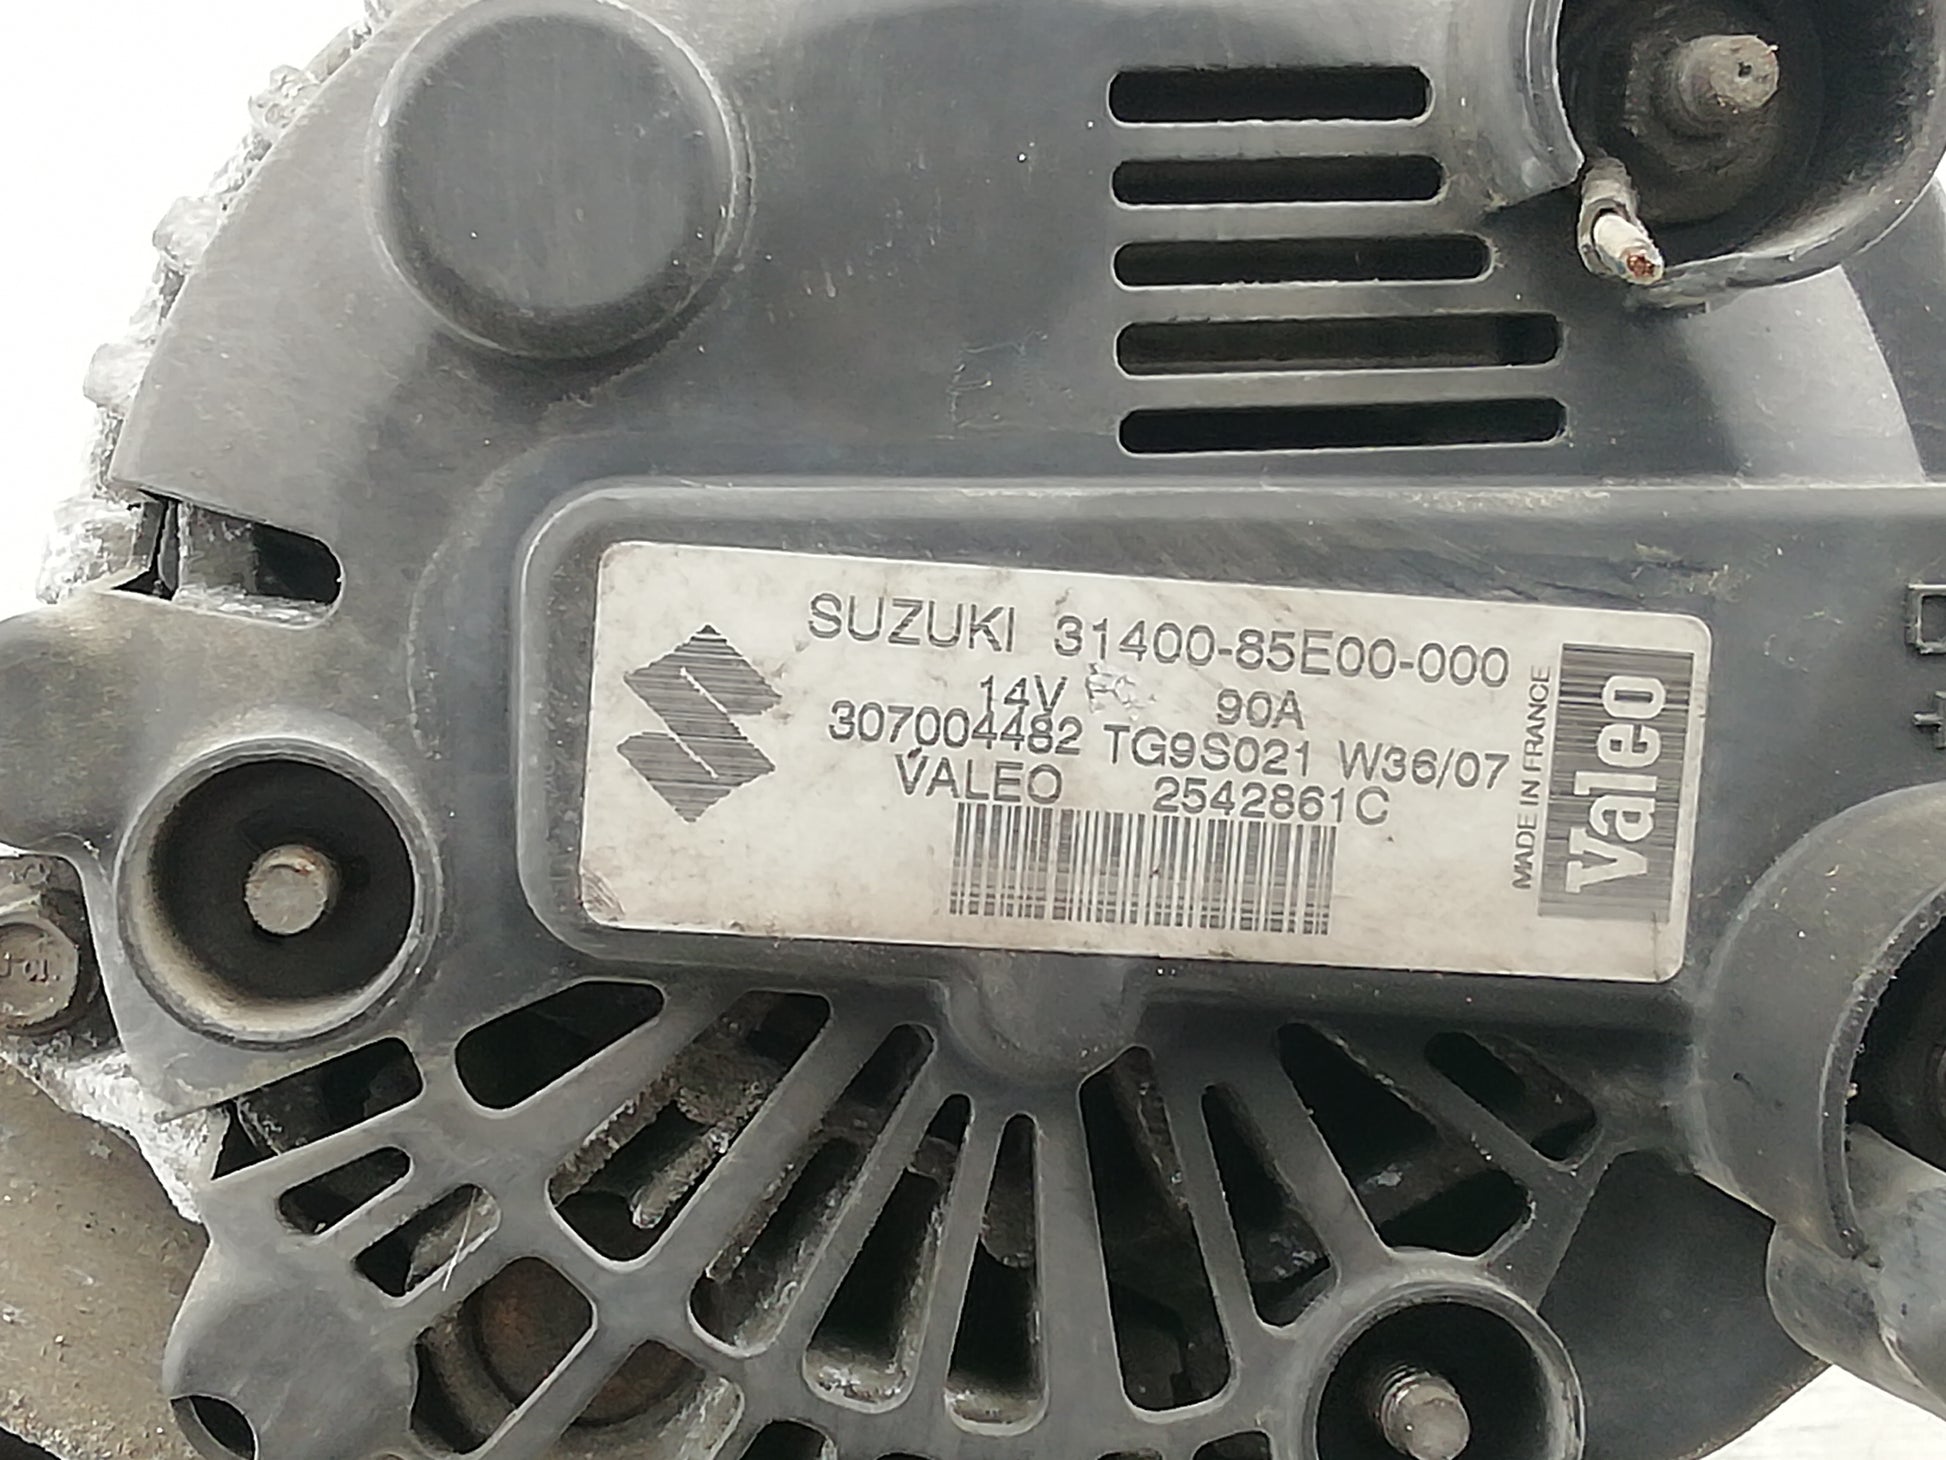 SUZUKI 31400-85E00-000
14V 90A
307004482 TG9S021 W36/07
VALEO 2542861C
MADE IN FRANCE
Valeo
+